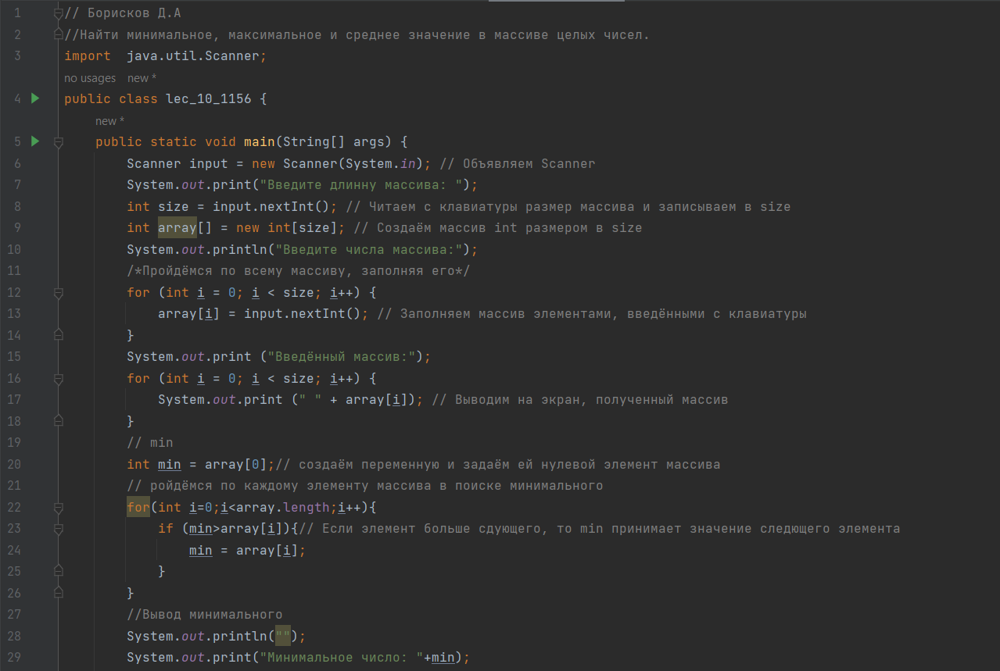 1 // Борисков Д.А
2 //Найти минимальное, максимальное и среднее значение в массиве целых чисел.
3 import  java.util.Scanner;
no usages   new *
4 public class lec_10_1156 {
new *
5     public static void main(String[] args) {
6         Scanner input = new Scanner(System.in); // Объявляем Scanner
7         System.out.print("Введите длинну массива: ");
8         int size = input.nextInt(); // Читаем с клавиатуры размер массива и записываем в size
9         int array[] = new int[size]; // Создаём массив int размером в size
10         System.out.println("Введите числа массива:");
11         /*Пройдёмся по всему массиву, заполняя его*/
12         for (int i = 0; i < size; i++) {
13             array[i] = input.nextInt(); // Заполняем массив элементами, введёнными с клавиатуры
14         }
15         System.out.print ("Введённый массив:");
16         for (int i = 0; i < size; i++) {
17             System.out.print (" " + array[i]); // Выводим на экран, полученный массив
18         }
19         // min
20         int min = array[0];// создаём переменную и задаём ей нулевой элемент массива
21         // ройдёмся по каждому элементу массива в поиске минимального
22         for(int i=0;i<array.length;i++){
23             if (min>array[i]){// Если элемент больше сдующего, то min принимает значение следщего элемента
24                 min = array[i];
25             }
26         }
27         //Вывод минимального
28         System.out.println("");
29         System.out.print("Минимальное число: "+min);